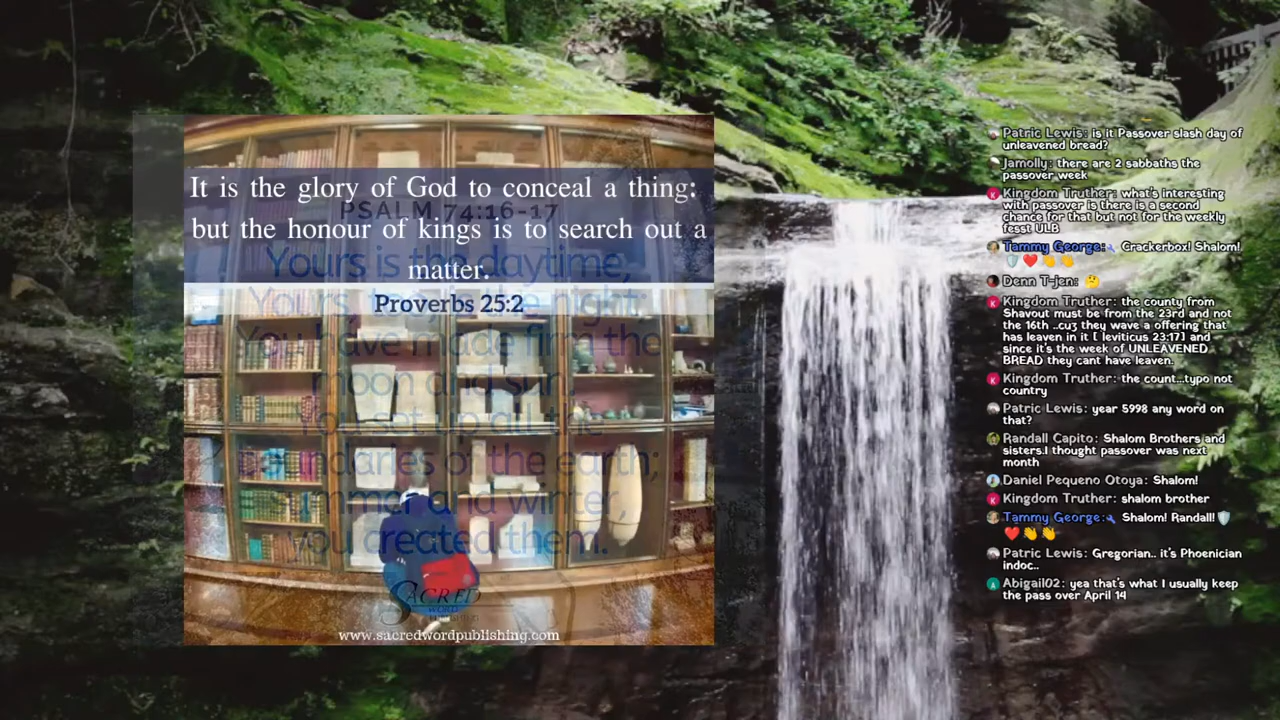 It is the glory of God to conceal a thing:
but the honour of kings is to search out a
matter.
Proverbs 25:2
PSALM 74:16-17
Yours is the daytime,
Yours, the night;
You have made firm the
moon and sun.
You set up all the
boundaries of the earth;
summer and winter,
you created them.
SACRED
WORD
www.sacredwordpublishing.com
Patric Lewis: is it Passover slash day of
unleavened bread?
Jamolly: there are 2 sabbaths the
passover week
Kingdom Truther: what's interesting
with passover is there is a second
chance for that but not for the weekly
fesst ULB
Tammy George: Crackerbox! Shalom!
🛡️❤️👏👏
Denn T-jen: 🤔
Kingdom Truther: the county from
Shavout must be from the 23rd and not
the 16th ..cuz they wave a offering that
has leaven in it [ leviticus 23:17] and
since it's the week of UNLEAVENED
BREAD they cant have leaven.
Kingdom Truther: the count...typo not
country
Patric Lewis: year 5998 any word on
that?
Randall Capito: Shalom Brothers and
sisters.I thought passover was next
month
Daniel Pequeno Otoya: Shalom!
Kingdom Truther: shalom brother
Tammy George: Shalom! Randall!🛡️
❤️👏👏
Patric Lewis: Gregorian.. it's Phoenician
indoc..
Abigail02: yea that's what I usually keep
the pass over April 14